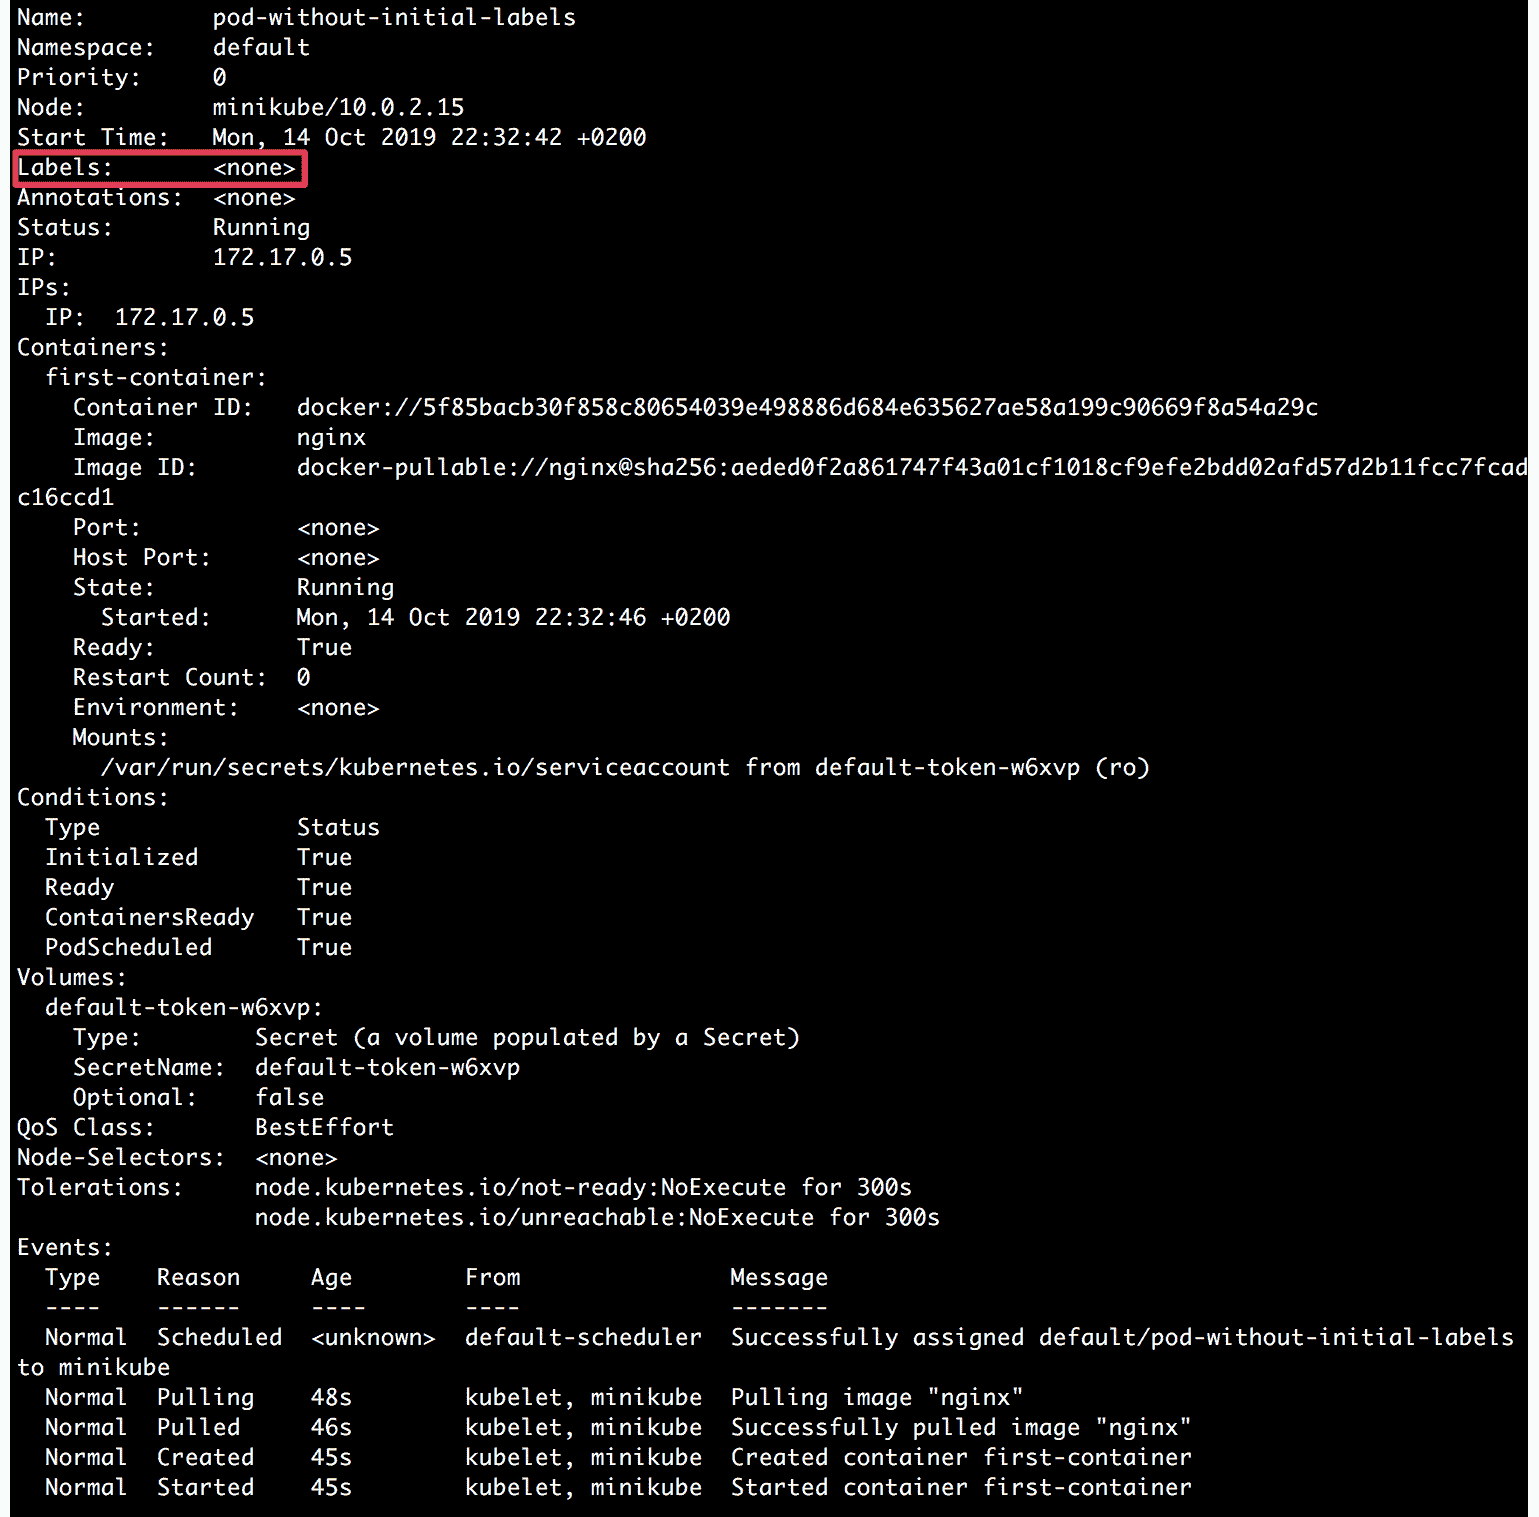 Name:         pod-without-initial-labels
Namespace:    default
Priority:     0
Node:         minikube/10.0.2.15
Start Time:   Mon, 14 Oct 2019 22:32:42 +0200
Labels:       <none>
Annotations:  <none>
Status:       Running
IP:           172.17.0.5
IPs:
  IP:  172.17.0.5
Containers:
  first-container:
    Container ID:   docker://5f85bacb30f858c80654039e498886d684e635627ae58a199c90669f8a54a29c
    Image:          nginx
    Image ID:       docker-pullable://nginx@sha256:aeded0f2a861747f43a01cf1018cf9efe2bdd02afd57d2b11fcc7fcad
c16ccd1
    Port:           <none>
    Host Port:      <none>
    State:          Running
      Started:      Mon, 14 Oct 2019 22:32:46 +0200
    Ready:          True
    Restart Count:  0
    Environment:    <none>
    Mounts:
      /var/run/secrets/kubernetes.io/serviceaccount from default-token-w6xvp (ro)
Conditions:
  Type              Status
  Initialized       True
  Ready             True
  ContainersReady   True
  PodScheduled      True
Volumes:
  default-token-w6xvp:
    Type:        Secret (a volume populated by a Secret)
    SecretName:  default-token-w6xvp
    Optional:    false
QoS Class:       BestEffort
Node-Selectors:  <none>
Tolerations:     node.kubernetes.io/not-ready:NoExecute for 300s
                 node.kubernetes.io/unreachable:NoExecute for 300s
Events:
  Type    Reason     Age        From               Message
  ----    ------     ----       ----               -------
  Normal  Scheduled  <unknown>  default-scheduler  Successfully assigned default/pod-without-initial-labels
to minikube
  Normal  Pulling    48s        kubelet, minikube  Pulling image "nginx"
  Normal  Pulled     46s        kubelet, minikube  Successfully pulled image "nginx"
  Normal  Created    45s        kubelet, minikube  Created container first-container
  Normal  Started    45s        kubelet, minikube  Started container first-container